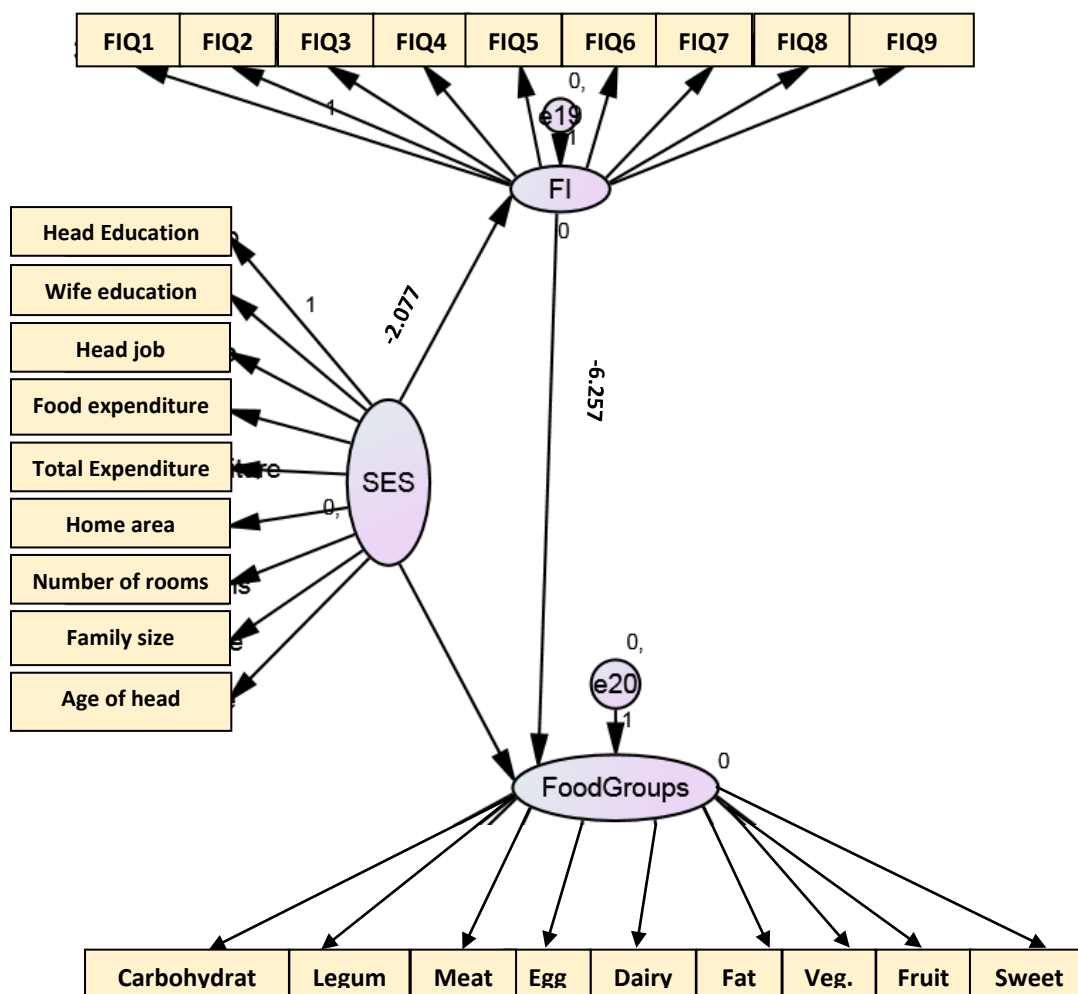 FIQ1 FIQ2 FIQ3 FIQ4 FIQ5 FIQ6 FIQ7 FIQ8 FIQ9
0,
1
e19
1
FI
0
Head Education
Wife education
1
-2.077
Head job
Food expenditure
-6.257
Total Expenditure
SES
0,
Home area
Number of rooms
Family size
Age of head
0,
e20
1
0
FoodGroups
Carbohydrat Legum Meat Egg Dairy Fat Veg. Fruit Sweet